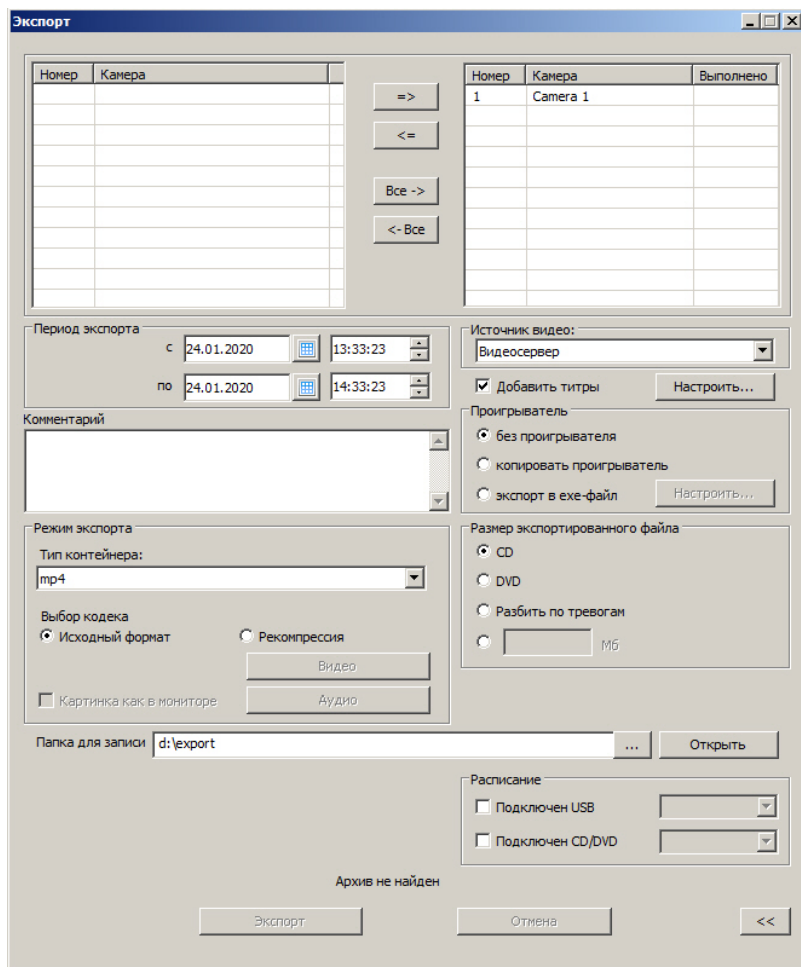 Экспорт
Номер Камера
Номер Камера Выполнено
1 Camera 1
=>
<=
Все ->
<- Все
Период экспорта
с 24.01.2020 13:33:23
по 24.01.2020 14:33:23
Источник видео:
Видеосервер
Добавить титры Настроить...
Комментарий
Проигрыватель
без проигрывателя
копировать проигрыватель
экспорт в exe-файл Настроить...
Режим экспорта
Тип контейнера:
mp4
Выбор кодека
Исходный формат Рекомпрессия
Видео
Картинка как в мониторе Аудио
Размер экспортированного файла
CD
DVD
Разбить по тревогам
Мб
Папка для записи d:\export ... Открыть
Расписание
Подключен USB
Подключен CD/DVD
Архив не найден
Экспорт Отмена <<